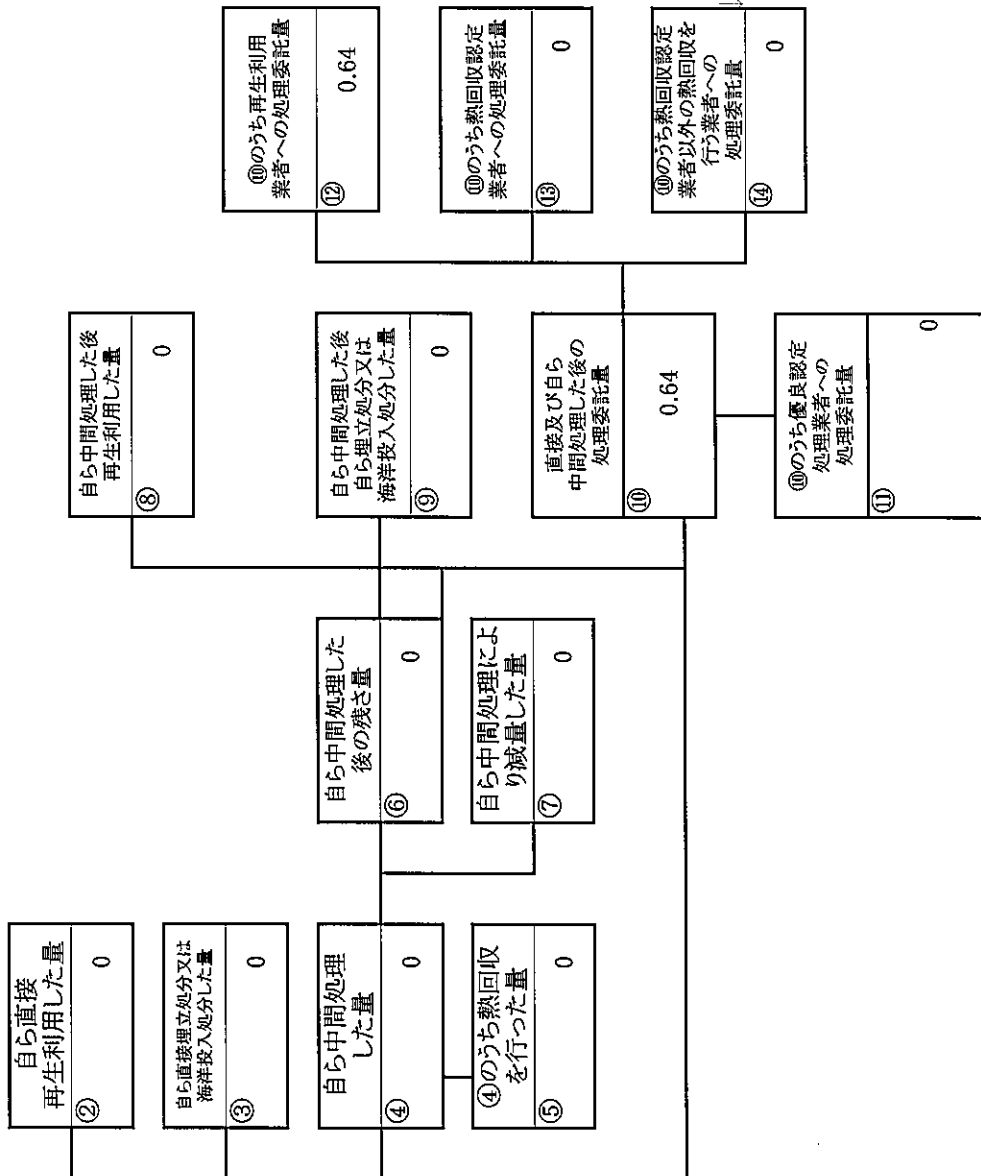 自ら直接
再生利用した量
②
0
自ら直接埋立処分又は
海洋投入処分した量
③
0
自ら中間処理
した量
④
0
④のうち熱回収
を行った量
⑤
0
自ら中間処理した
後の残さ量
⑥
0
自ら中間処理によ
り減量した量
⑦
0
自ら中間処理した後
再生利用した量
⑧
0
自ら中間処理した後
自ら埋立処分又は
海洋投入処分した量
⑨
0
直接及び自ら
中間処理した後の
処理委託量
⑩
0.64
⑩のうち優良認定
処理業者への
処理委託量
⑪
0
⑩のうち再生利用
業者への処理委託量
⑫
0.64
⑩のうち熱回収認定
業者への処理委託量
⑬
0
⑩のうち熱回収認定
業者以外の熱回収を
行う業者への
処理委託量
⑭
0